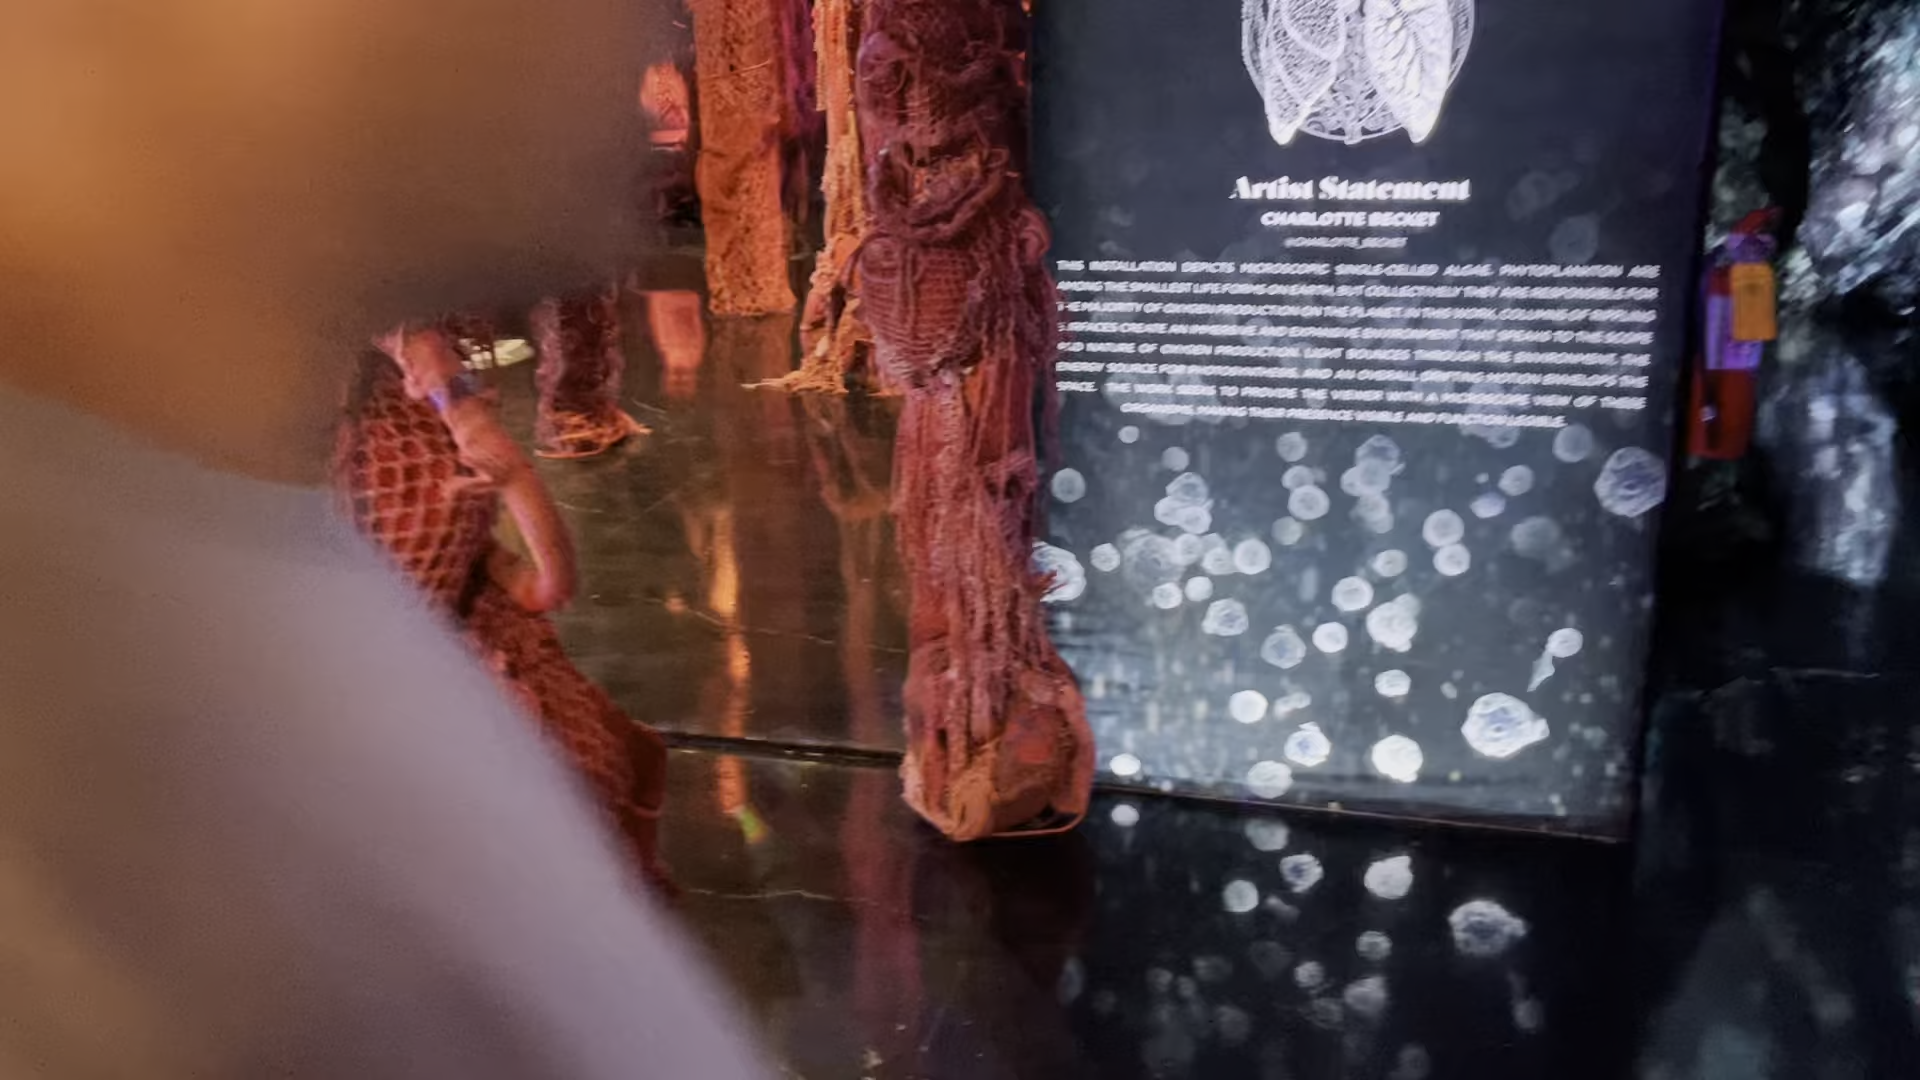 Artist Statement
CHARLOTTE BECKET
@CHARLOTTE_BECKET
THIS INSTALLATION DEPICTS MICROSCOPIC SINGLE-CELLED ALGAE. PHYTOPLANKTON ARE
AMONG THE SMALLEST LIFE FORMS ON EARTH, BUT COLLECTIVELY THEY ARE RESPONSIBLE FOR
THE MAJORITY OF OXYGEN PRODUCTION ON THE PLANET. IN THIS WORK, COLUMNS OF RIPPLING
SURFACES CREATE AN IMMERSIVE AND EXPANSIVE ENVIRONMENT THAT SPEAKS TO THE SCOPE
AND NATURE OF OXYGEN PRODUCTION. LIGHT BOUNCES THROUGH THE ENVIRONMENT, THE
ENERGY SOURCE FOR PHOTOSYNTHESIS, AND AN OVERALL DRIFTING MOTION ENVELOPS THE
SPACE. THE WORK SEEKS TO PROVIDE THE VIEWER WITH A MICROSCOPIC VIEW OF THESE
ORGANISMS, MAKING THEIR PRESENCE VISIBLE AND FUNCTION LEGIBLE.